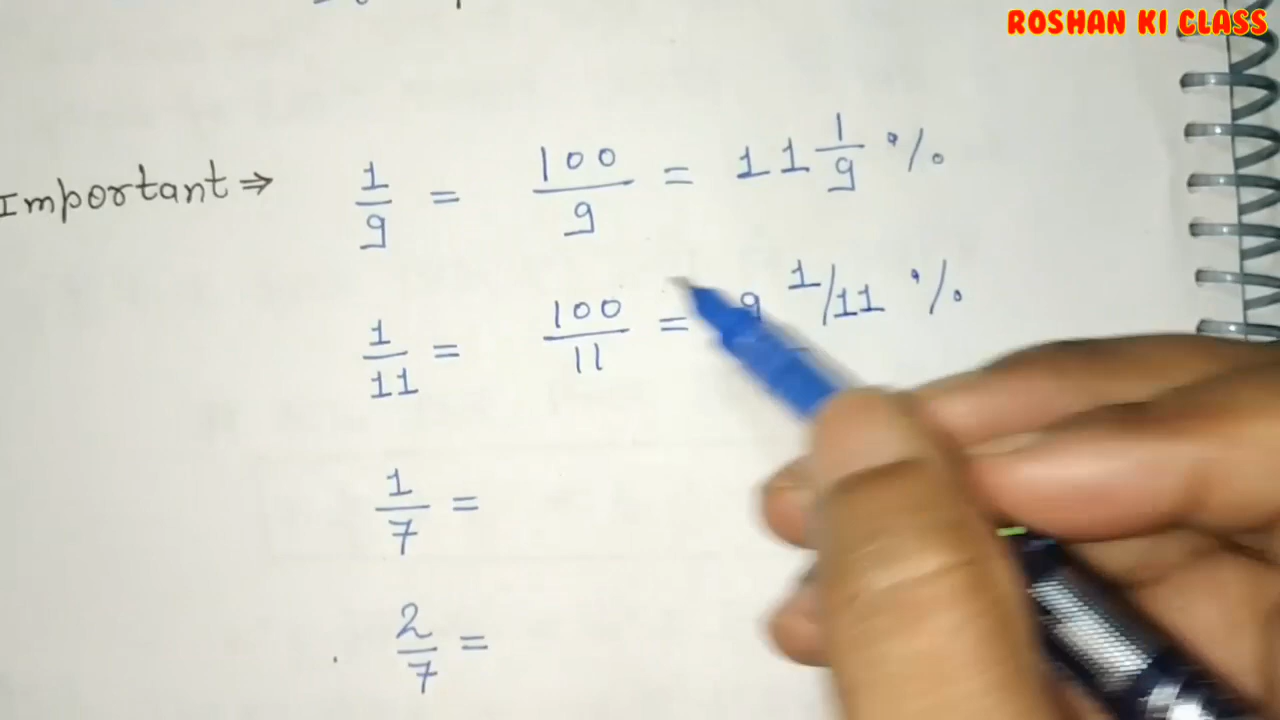 ROSHAN KI CLASS
Important ⇒ 1/9 = 100/9 = 11 1/9 %
1/11 = 100/11 = 9 1/11 %
1/7 =
2/7 =